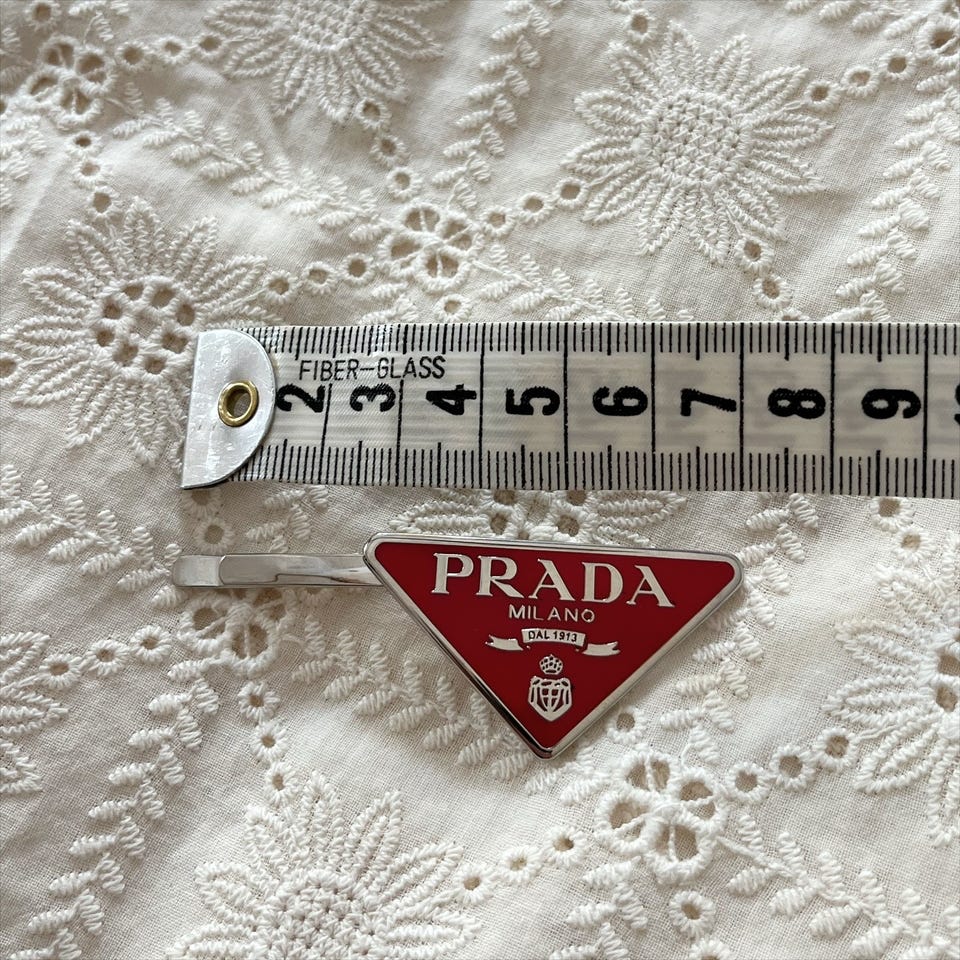 FIBER-GLASS
2 3 4 5 6 7 8 9
PRADA
MILANO
DAL 1913